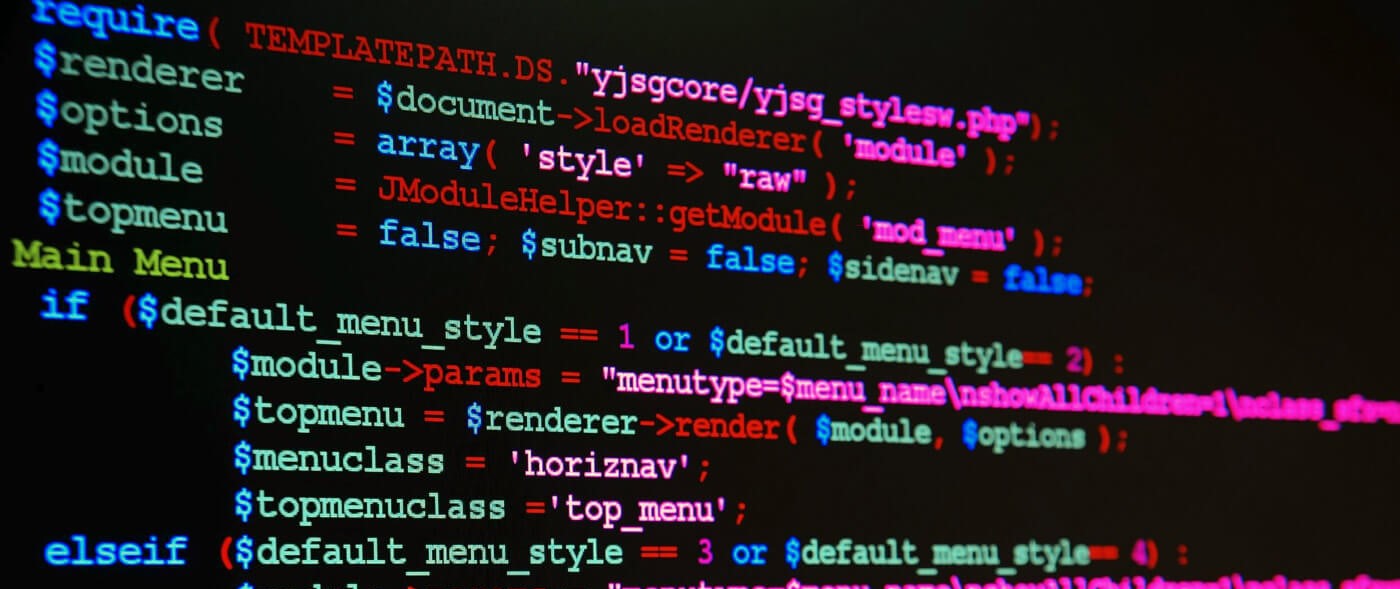 require( TEMPLATEPATH.DS."yjsgcore/yjsg_stylesw.php");
$renderer = $document->loadRenderer( 'module' );
$options = array( 'style' => "raw" );
$module = JModuleHelper::getModule( 'mod_menu' );
$topmenu = false; $subnav = false; $sidenav = false;
Main Menu
if ($default_menu_style == 1 or $default_menu_style== 2) :
$module->params = "menutype=$menu_name\nshowAllChildren=1\nclass_sfx=
$topmenu = $renderer->render( $module, $options );
$menuclass = 'horiznav';
$topmenuclass ='top_menu';
elseif ($default_menu_style == 3 or $default_menu_style== 4) :